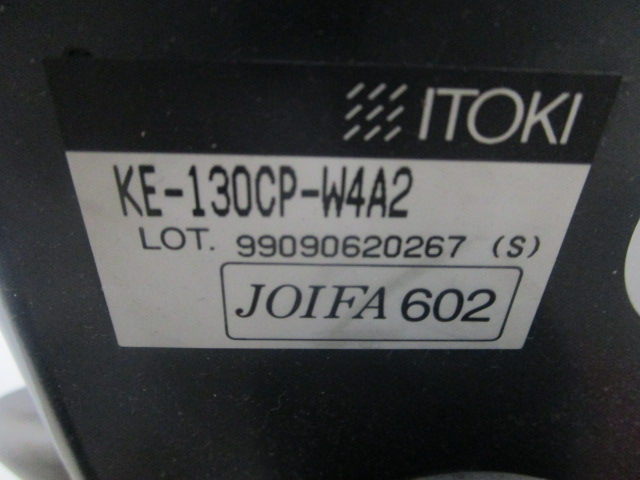 ITOKI
KE-130CP-W4A2
LOT. 99090620267 (S)
JOIFA 602